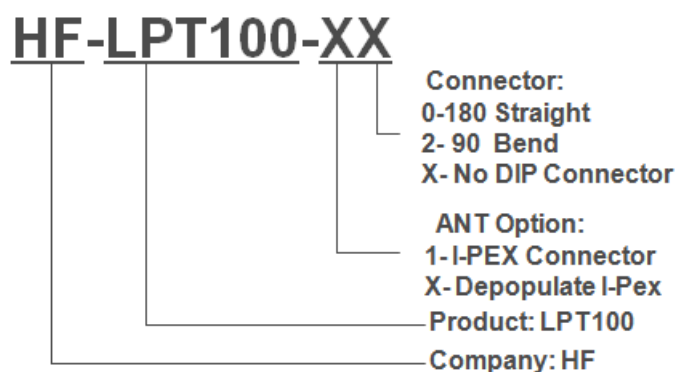 HF-LPT100-XX
Connector:
0-180 Straight
2- 90 Bend
X- No DIP Connector
ANT Option:
1- I-PEX Connector
X- Depopulate I-Pex
Product: LPT100
Company: HF